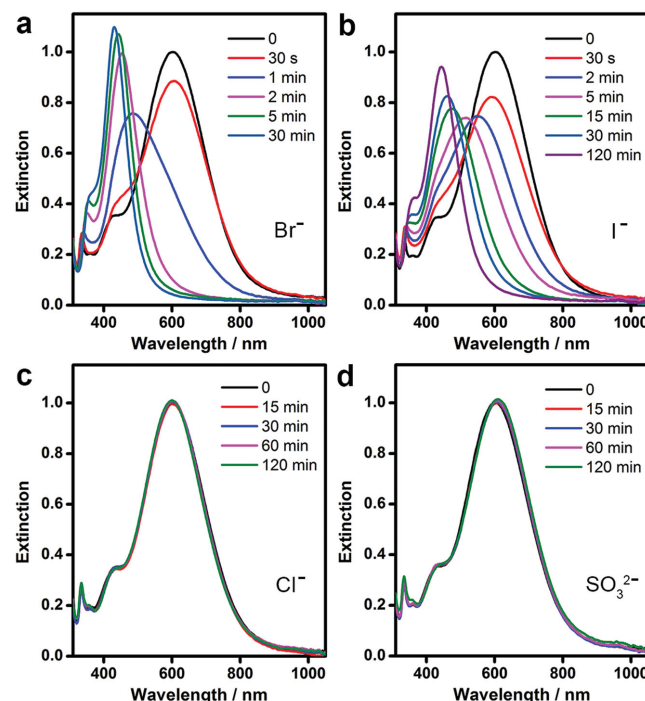 a
Extinction
1.0
0.8
0.6
0.4
0.2
0.0
0
30 s
1 min
2 min
5 min
30 min
Br⁻
400 600 800 1000
Wavelength / nm
b
Extinction
1.0
0.8
0.6
0.4
0.2
0.0
0
30 s
2 min
5 min
15 min
30 min
120 min
I⁻
400 600 800 1000
Wavelength / nm
c
Extinction
1.0
0.8
0.6
0.4
0.2
0.0
0
15 min
30 min
60 min
120 min
Cl⁻
400 600 800 1000
Wavelength / nm
d
Extinction
1.0
0.8
0.6
0.4
0.2
0.0
0
15 min
30 min
60 min
120 min
SO₃²⁻
400 600 800 1000
Wavelength / nm